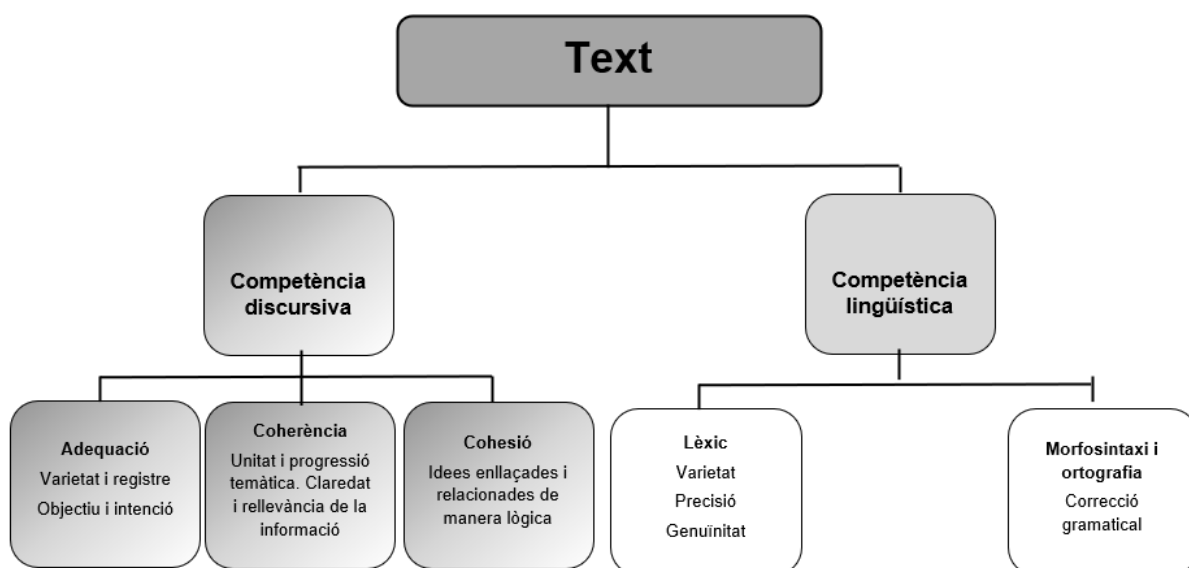 Text
Competència
discursiva
Competència
lingüística
Adequació
Varietat i registre
Objectiu i intenció
Coherència
Unitat i progressió
temàtica. Claredat
i rellevància de la
informació
Cohesió
Idees enllaçades i
relacionades de
manera lògica
Lèxic
Varietat
Precisió
Genuïnitat
Morfosintaxi i
ortografia
Correcció
gramatical